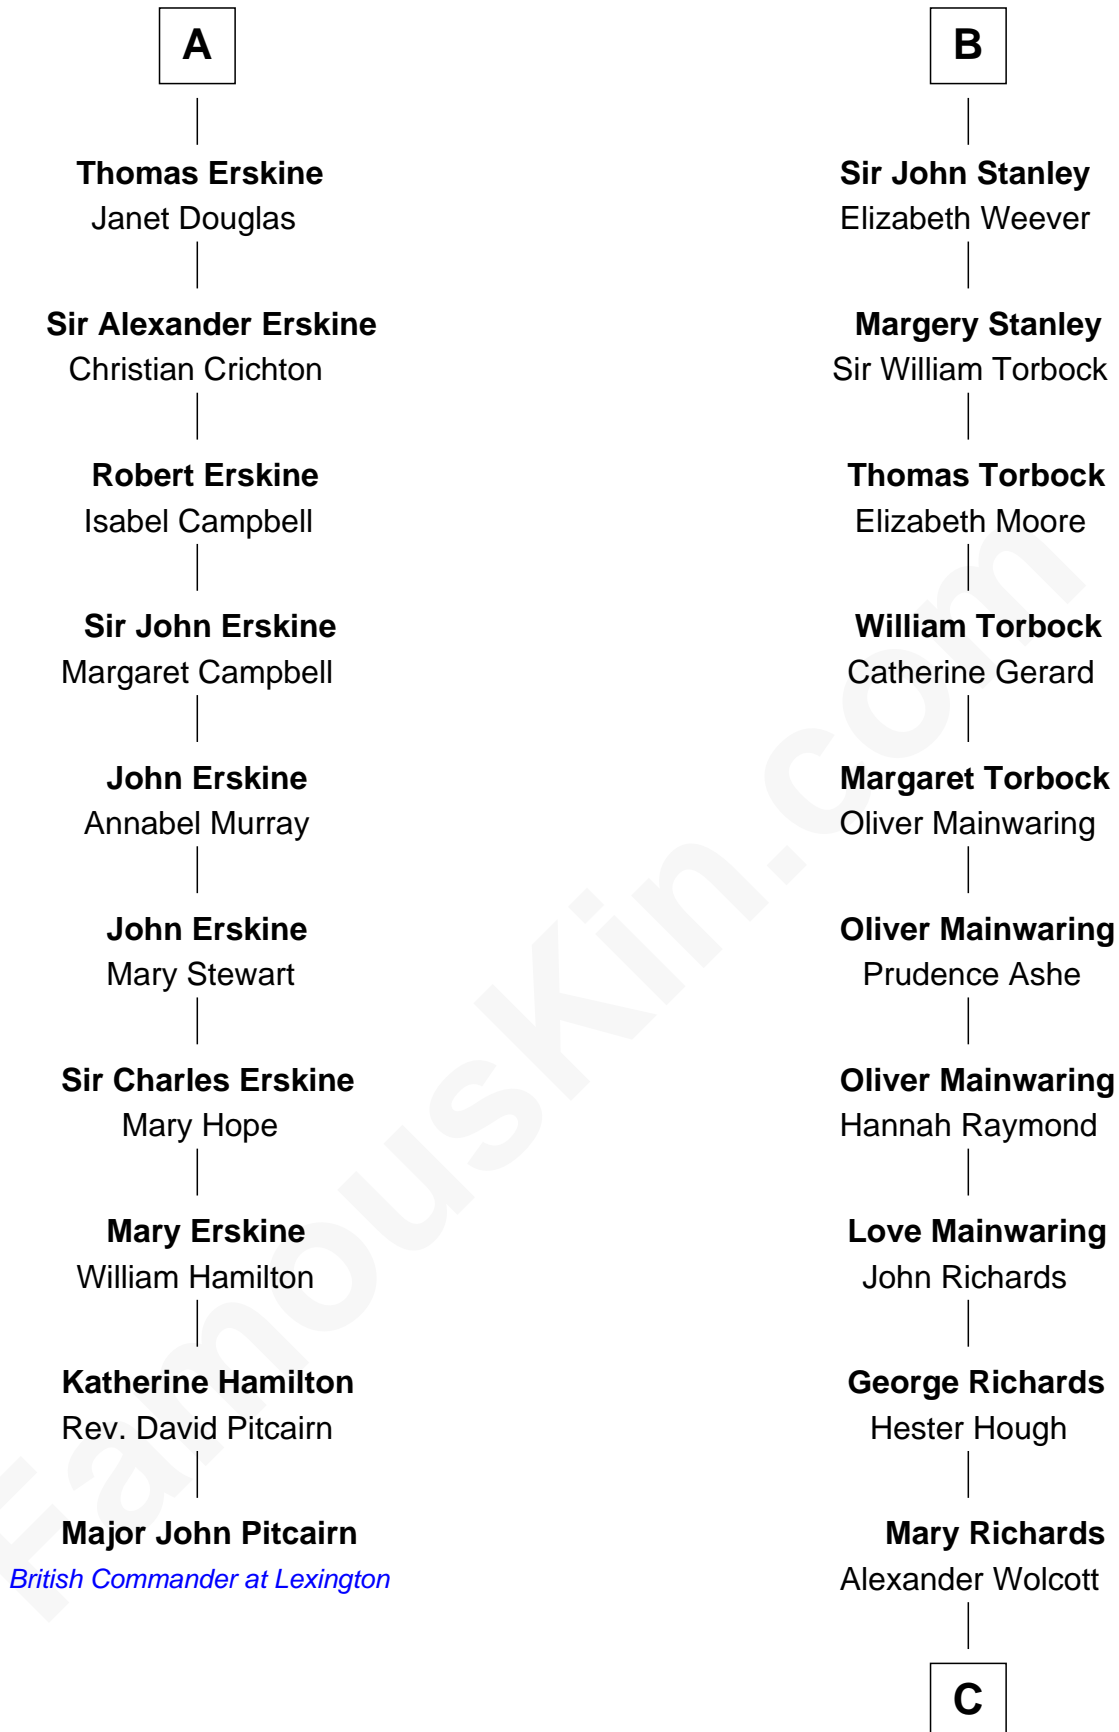 A
Thomas Erskine
Janet Douglas
Sir Alexander Erskine
Christian Crichton
Robert Erskine
Isabel Campbell
Sir John Erskine
Margaret Campbell
John Erskine
Annabel Murray
John Erskine
Mary Stewart
Sir Charles Erskine
Mary Hope
Mary Erskine
William Hamilton
Katherine Hamilton
Rev. David Pitcairn
Major John Pitcairn
British Commander at Lexington
B
Sir John Stanley
Elizabeth Weever
Margery Stanley
Sir William Torbock
Thomas Torbock
Elizabeth Moore
William Torbock
Catherine Gerard
Margaret Torbock
Oliver Mainwaring
Oliver Mainwaring
Prudence Ashe
Oliver Mainwaring
Hannah Raymond
Love Mainwaring
John Richards
George Richards
Hester Hough
Mary Richards
Alexander Wolcott
C
FamousKin.com